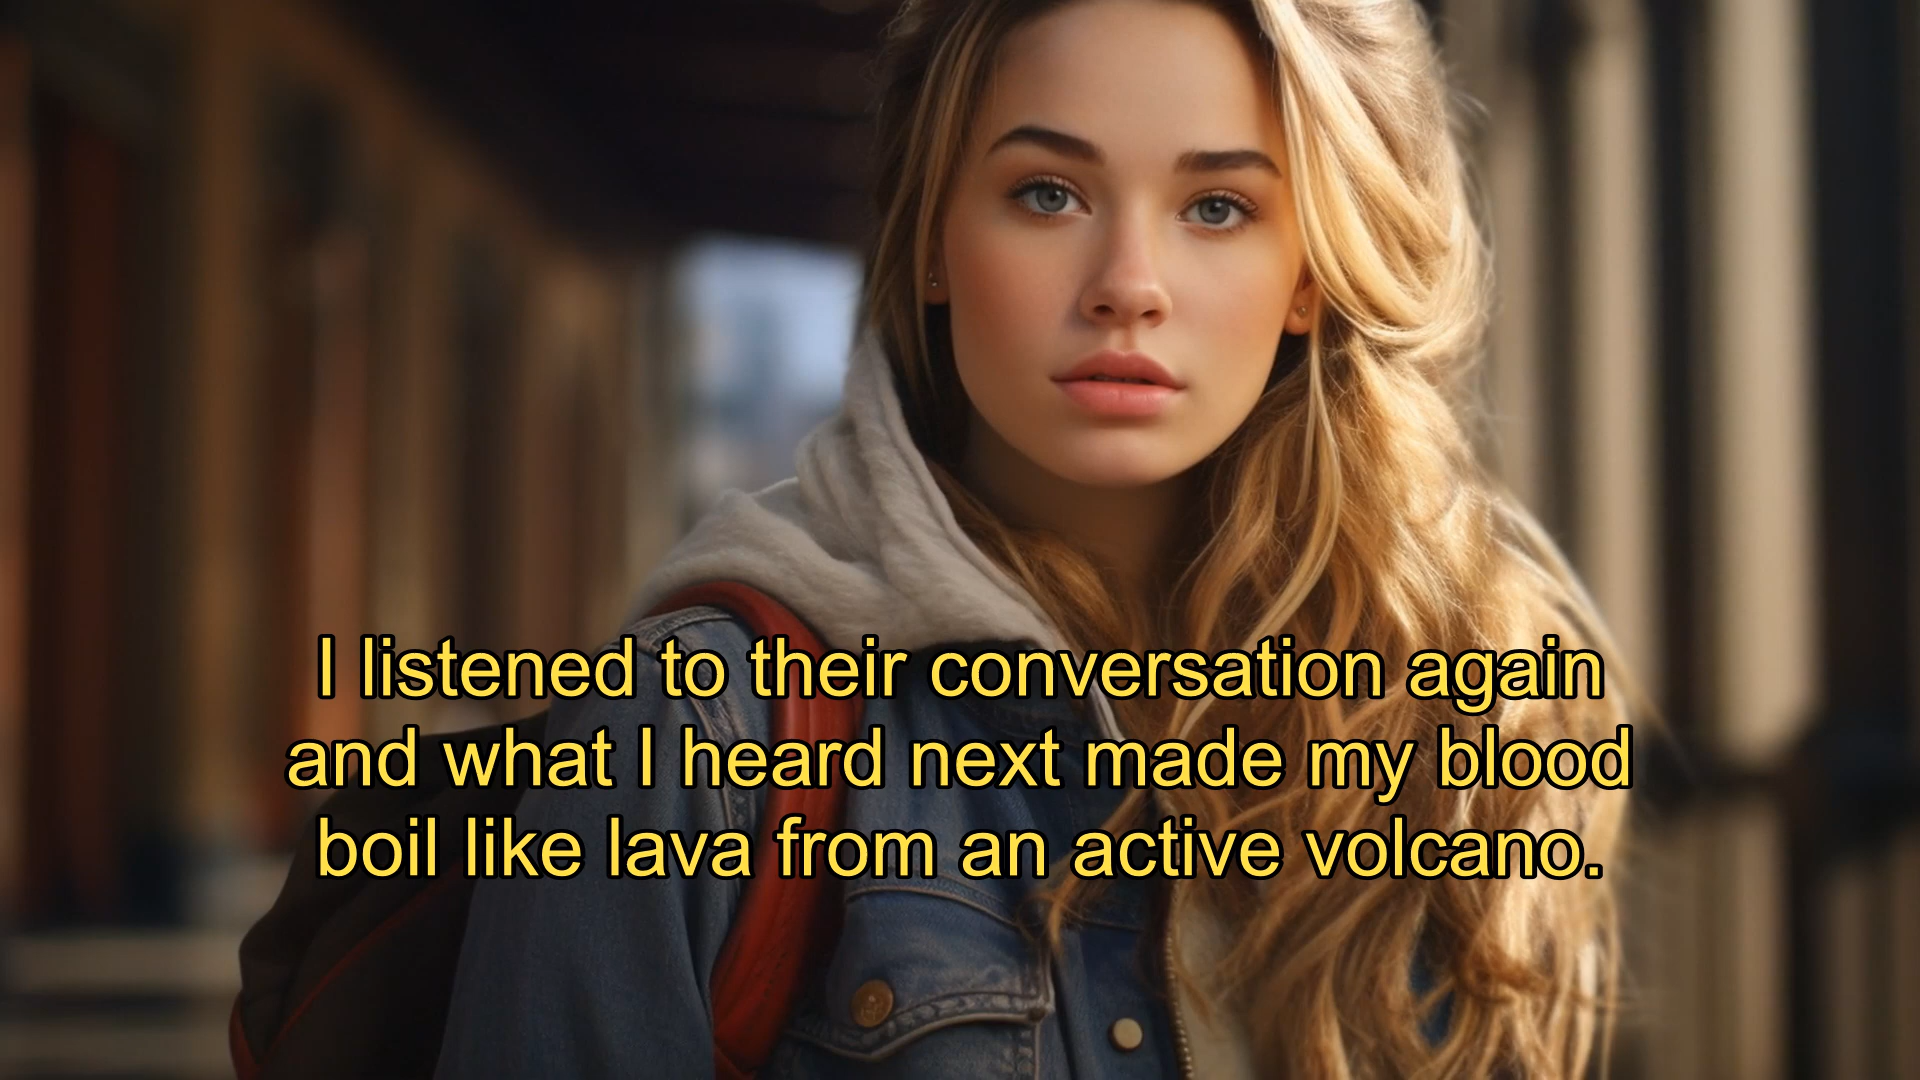 I listened to their conversation again
and what I heard next made my blood
boil like lava from an active volcano.